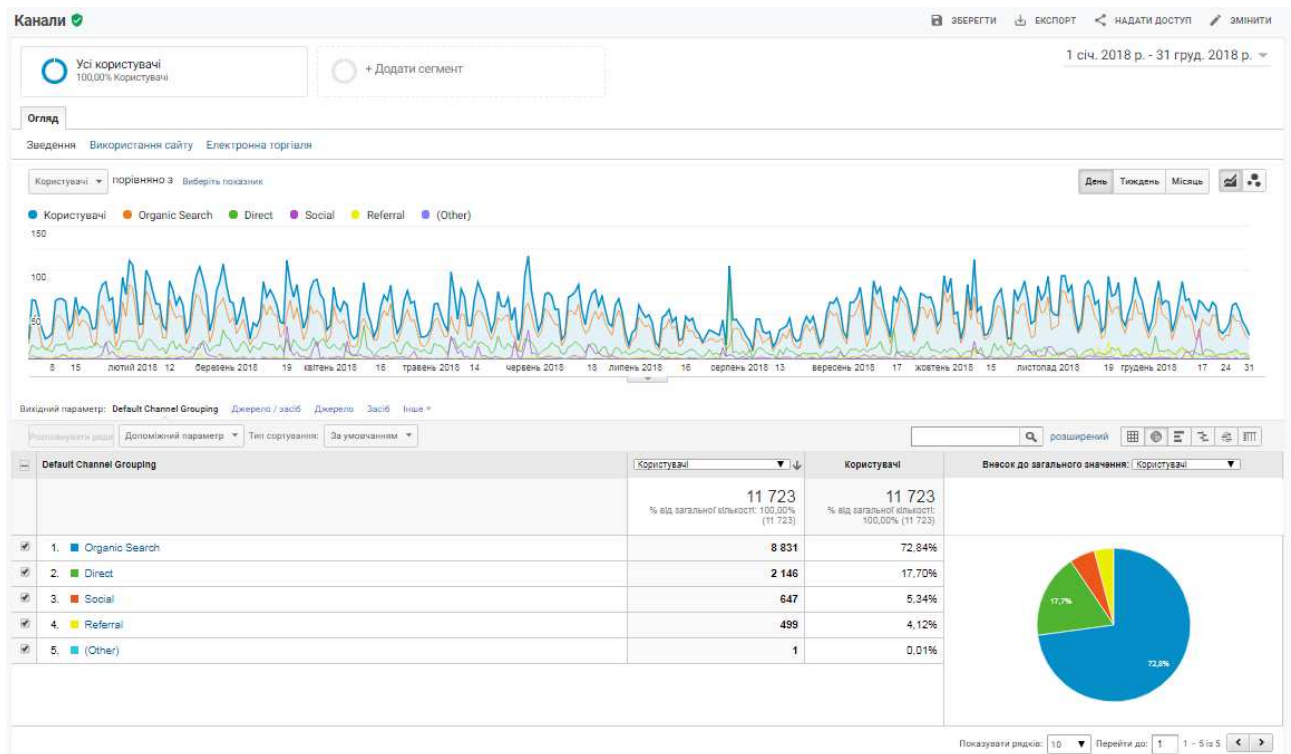 Канали
ЗБЕРЕГТИ ЕКСПОРТ НАДАТИ ДОСТУП ЗМІНИТИ
Усі користувачі
100,00% Користувачі
+ Додати сегмент
1 січ. 2018 р. - 31 груд. 2018 р.
Огляд
Зведення Використання сайту Електронна торгівля
Користувачі порівняно з Виберіть показник
День Тиждень Місяць
Користувачі Organic Search Direct Social Referral (Other)
150
100
50
8 15 лютий 2018 12 березень 2018 19 квітень 2018 16 травень 2018 14 червень 2018 18 липень 2018 16 серпень 2018 13 вересень 2018 17 жовтень 2018 15 листопад 2018 19 грудень 2018 17 24 31
Вихідний параметр: Default Channel Grouping Джерело / засіб Джерело Засіб Інше
Допоміжний параметр Тип сортування: За умовчанням
розширений
Default Channel Grouping Користувачі Користувачі Внесок до загального значення: Користувачі
11 723 11 723
% від загальної кількості: 100,00% (11 723)
% від загальної кількості: 100,00% (11 723)
1. Organic Search 8 831 72,84%
2. Direct 2 146 17,70%
3. Social 647 5,34%
4. Referral 499 4,12%
5. (Other) 1 0,01%
17,7%
72,8%
Показувати рядків: 10 Перейти до: 1 1 – 5 із 5